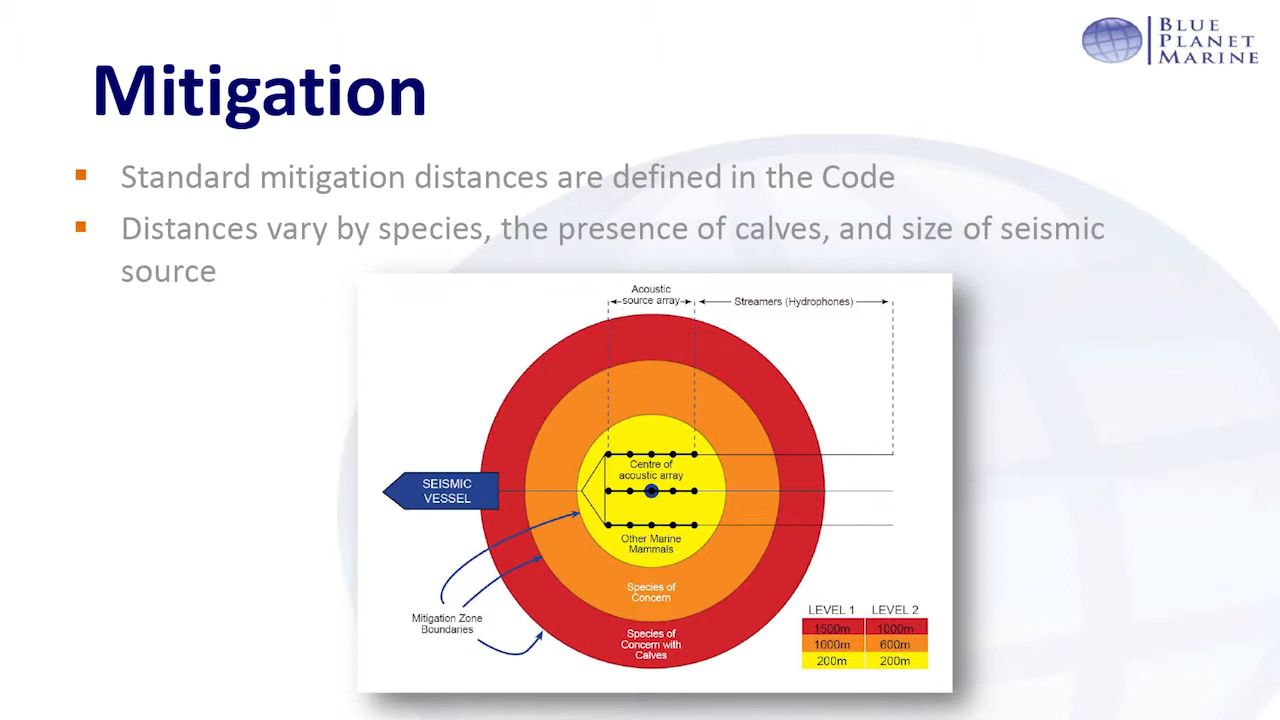 BLUE
PLANET
MARINE
Mitigation
Standard mitigation distances are defined in the Code
Distances vary by species, the presence of calves, and size of seismic
source
Acoustic
source array
Streamers (Hydrophones)
Centre of
acoustic array
SEISMIC
VESSEL
Other Marine
Mammals
Species of
Concern
Mitigation Zone
Boundaries
Species of
Concern with
Calves
LEVEL 1 LEVEL 2
1500m 1000m
1000m 600m
200m 200m